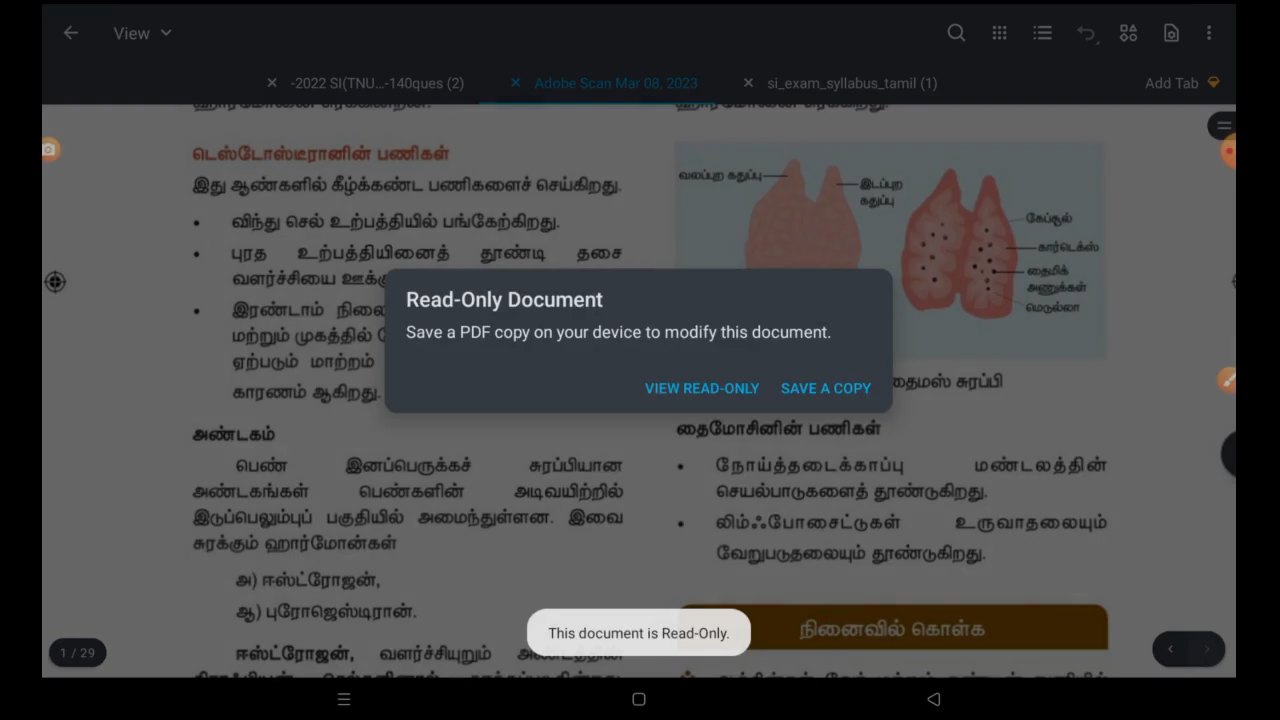 View
-2022 SI(TNU...-140ques (2)
Adobe Scan Mar 08, 2023
si_exam_syllabus_tamil (1)
Add Tab
டெஸ்டோஸ்டீரானின் பணிகள்
இது ஆண்களில் கீழ்க்கண்ட பணிகளைச் செய்கிறது.
• விந்து செல் உற்பத்தியில் பங்கேற்கிறது.
• புரத உற்பத்தியினைத் தூண்டி தசை
வளர்ச்சியை
• இரண்டாம்
மற்றும் முகத்தில்
ஏற்படும் மாற்றம்
காரணம் ஆகிறது.
அண்டகம்
பெண் இனப்பெருக்கச் சுரப்பியான
அண்டகங்கள் பெண்களின் அடிவயிற்றில்
இடுப்பெலும்புப் பகுதியில் அமைந்துள்ளன. இவை
சுரக்கும் ஹார்மோன்கள்
அ) ஈஸ்ட்ரோஜன்,
ஆ) புரோஜெஸ்டிரான்.
ஈஸ்ட்ரோஜன், வளர்ச்சியுறும்
வலப்புற கதுப்பு
இடப்புற
கதுப்பு
கேப்சூல்
கார்டெக்ஸ்
தைமிக்
அணுக்கள்
மெடுல்லா
தைமஸ் சுரப்பி
தைமோசினின் பணிகள்
• நோய்த்தடைக்காப்பு மண்டலத்தின்
செயல்பாடுகளைத் தூண்டுகிறது.
• லிம்ஃபோசைட்டுகள் உருவாதலையும்
வேறுபடுதலையும் தூண்டுகிறது.
நினைவில் கொள்க
Read-Only Document
Save a PDF copy on your device to modify this document.
VIEW READ-ONLY SAVE A COPY
This document is Read-Only.
1 / 29